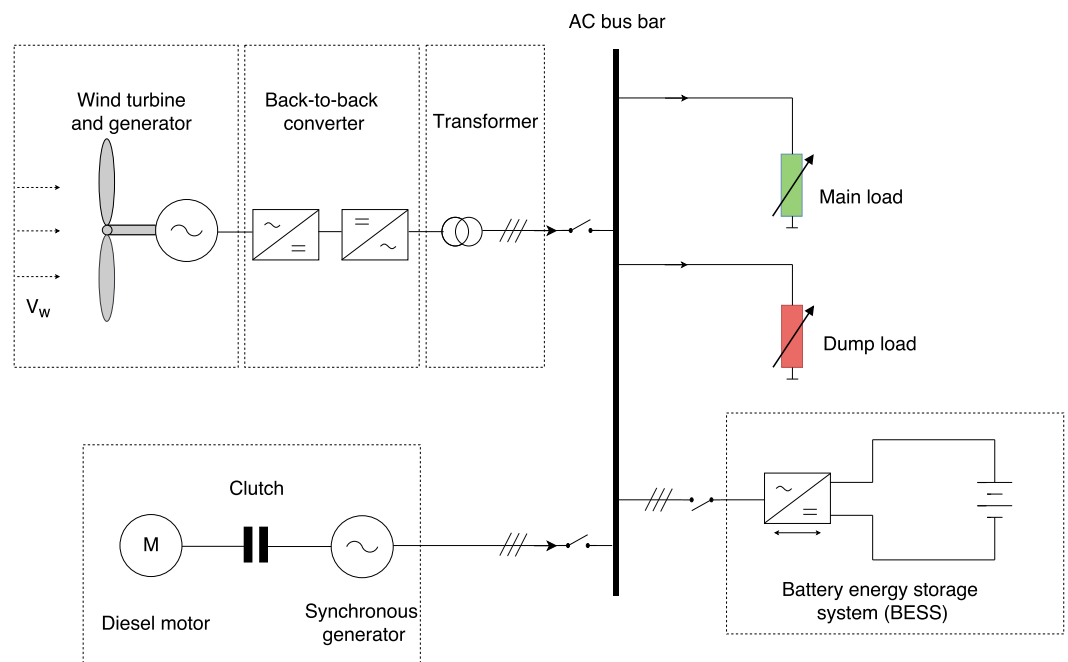 AC bus bar
Wind turbine
and generator
Back-to-back
converter
Transformer
Vw
Main load
Dump load
Clutch
M
Diesel motor
Synchronous
generator
Battery energy storage
system (BESS)